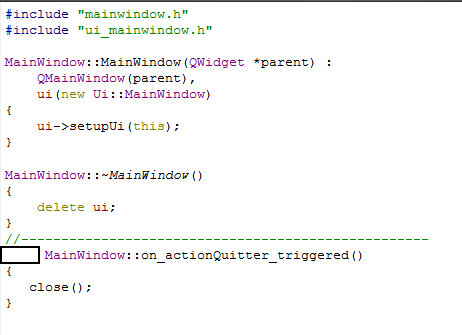 #include "mainwindow.h"
#include "ui_mainwindow.h"
MainWindow::MainWindow(QWidget *parent) :
QMainWindow(parent),
ui(new Ui::MainWindow)
{
ui->setupUi(this);
}
MainWindow::~MainWindow()
{
delete ui;
}
//---------------------------------------------------
MainWindow::on_actionQuitter_triggered()
{
close();
}